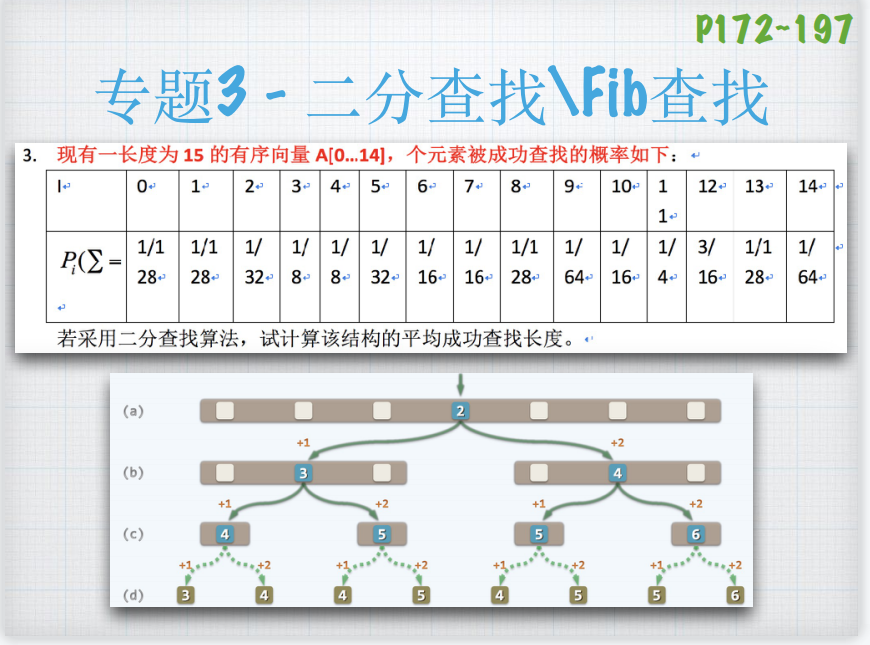 P172~197
专题3 - 二分查找\Fib查找
3. 现有一长度为 15 的有序向量 A[0...14]，个元素被成功查找的概率如下：
I 0 1 2 3 4 5 6 7 8 9 10 11 12 13 14
Pi(∑ = 1/128 1/128 1/32 1/8 1/8 1/32 1/16 1/16 1/128 1/64 1/16 1/4 3/16 1/128 1/64
若采用二分查找算法，试计算该结构的平均成功查找长度。
(a) 2
+1 +2
(b) 3 4
+1 +2 +1 +2
(c) 4 5 5 6
+1 +2 +1 +2 +1 +2 +1 +2
(d) 3 4 4 5 4 5 5 6